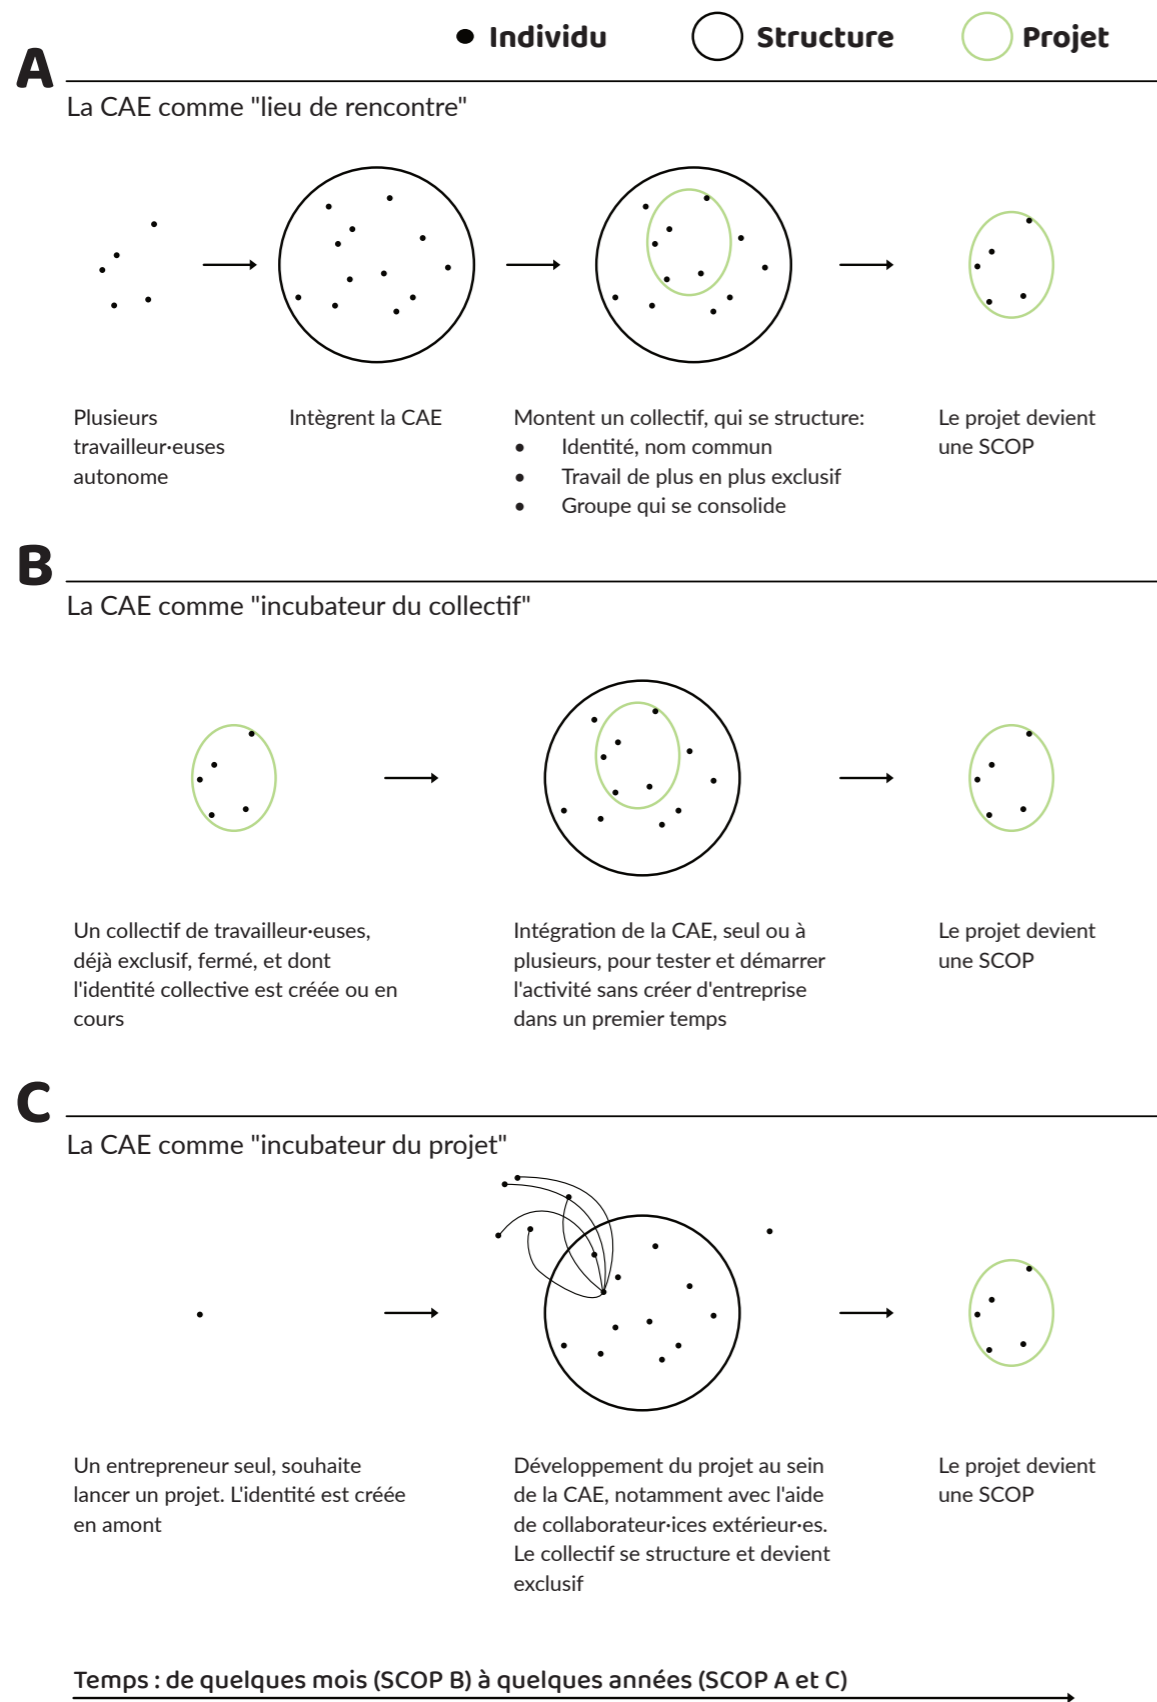 Individu
Structure
Projet
A
La CAE comme "lieu de rencontre"
Plusieurs
travailleur·euses
autonome
Intègrent la CAE
Montent un collectif, qui se structure:
• Identité, nom commun
• Travail de plus en plus exclusif
• Groupe qui se consolide
Le projet devient
une SCOP
B
La CAE comme "incubateur du collectif"
Un collectif de travailleur·euses,
déjà exclusif, fermé, et dont
l'identité collective est créée ou en
cours
Intégration de la CAE, seul ou à
plusieurs, pour tester et démarrer
l'activité sans créer d'entreprise
dans un premier temps
Le projet devient
une SCOP
C
La CAE comme "incubateur du projet"
Un entrepreneur seul, souhaite
lancer un projet. L'identité est créée
en amont
Développement du projet au sein
de la CAE, notamment avec l'aide
de collaborateur·ices extérieur·es.
Le collectif se structure et devient
exclusif
Le projet devient
une SCOP
Temps : de quelques mois (SCOP B) à quelques années (SCOP A et C)